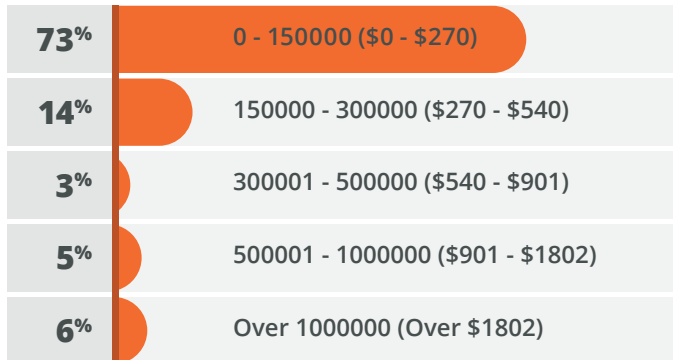 73% 0 - 150000 ($0 - $270)
14% 150000 - 300000 ($270 - $540)
3% 300001 - 500000 ($540 - $901)
5% 500001 - 1000000 ($901 - $1802)
6% Over 1000000 (Over $1802)